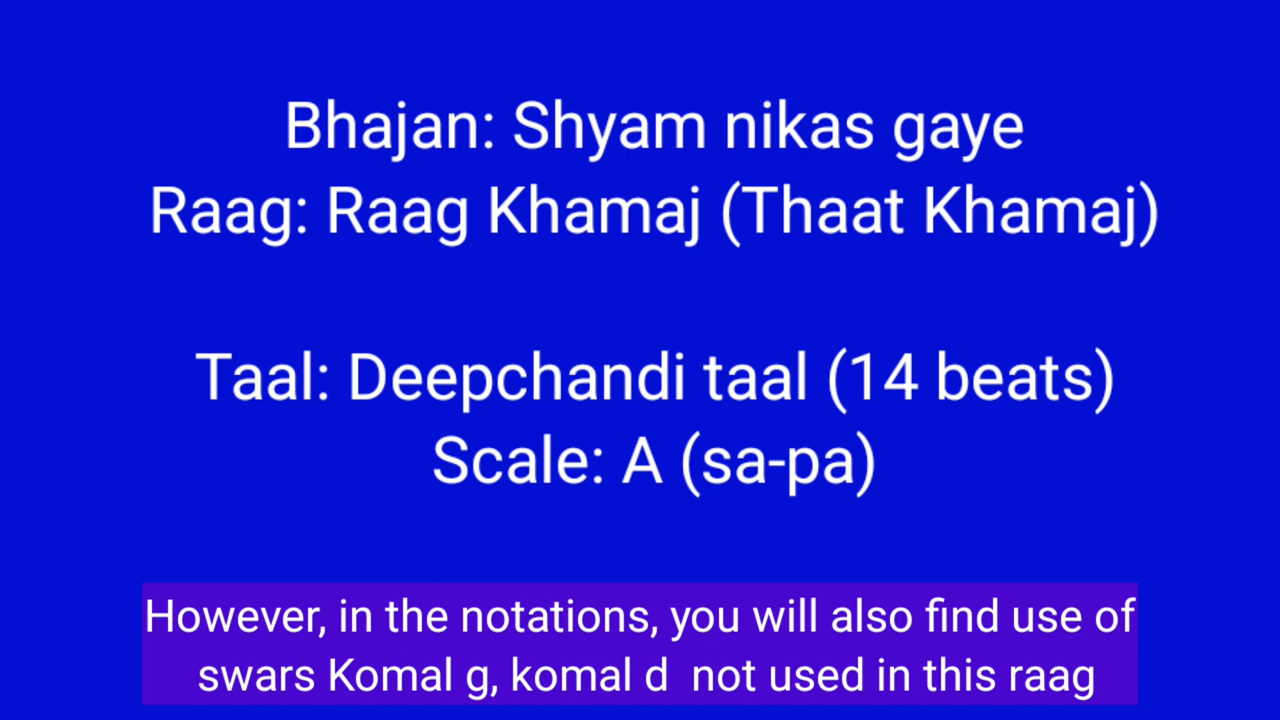 Bhajan: Shyam nikas gaye
Raag: Raag Khamaj (Thaat Khamaj)
Taal: Deepchandi taal (14 beats)
Scale: A (sa-pa)
However, in the notations, you will also find use of
swars Komal g, komal d  not used in this raag